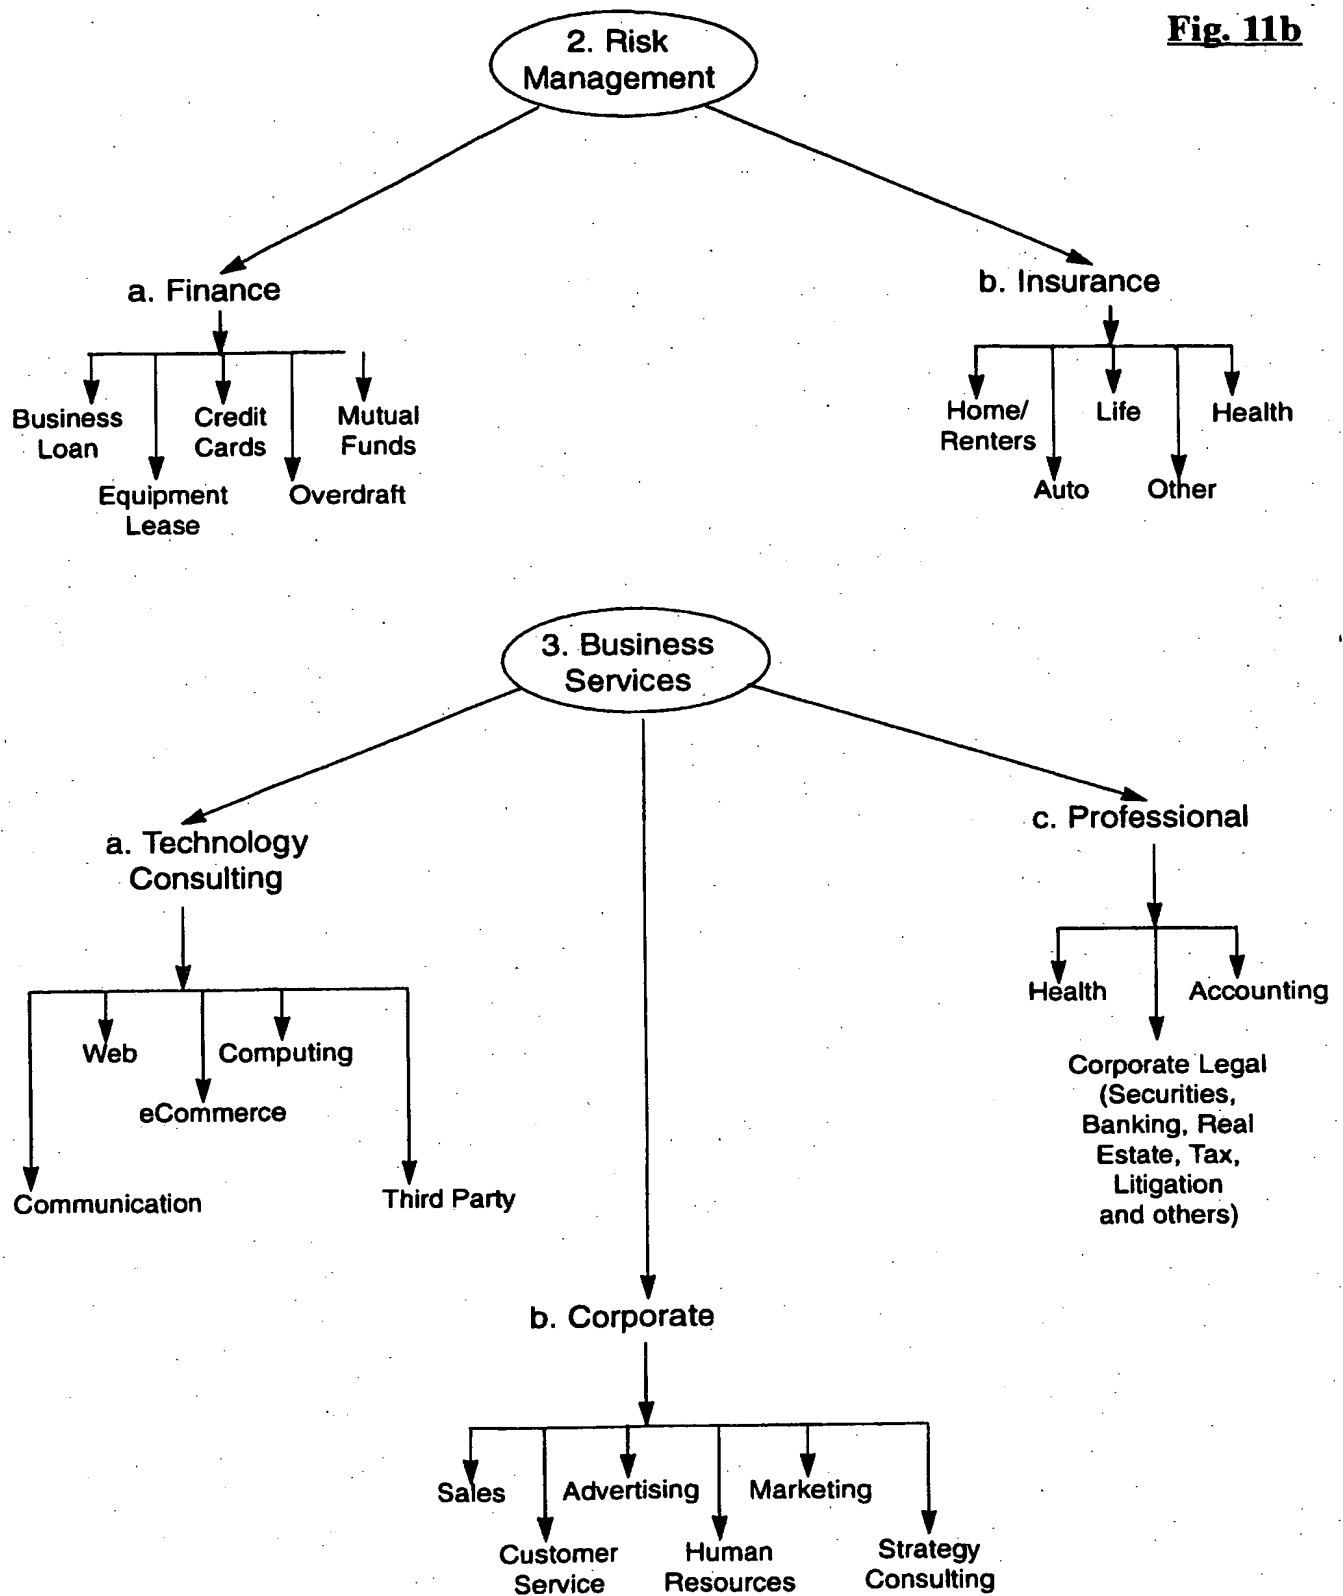 Fig. 11b
2. Risk
Management
a. Finance
b. Insurance
Business
Loan
Equipment
Lease
Credit
Cards
Overdraft
Mutual
Funds
Home/
Renters
Auto
Life
Other
Health
3. Business
Services
a. Technology
Consulting
c. Professional
Communication
Web
eCommerce
Computing
Third Party
Health
Corporate Legal
(Securities,
Banking, Real
Estate, Tax,
Litigation
and others)
Accounting
b. Corporate
Sales
Customer
Service
Advertising
Human
Resources
Marketing
Strategy
Consulting